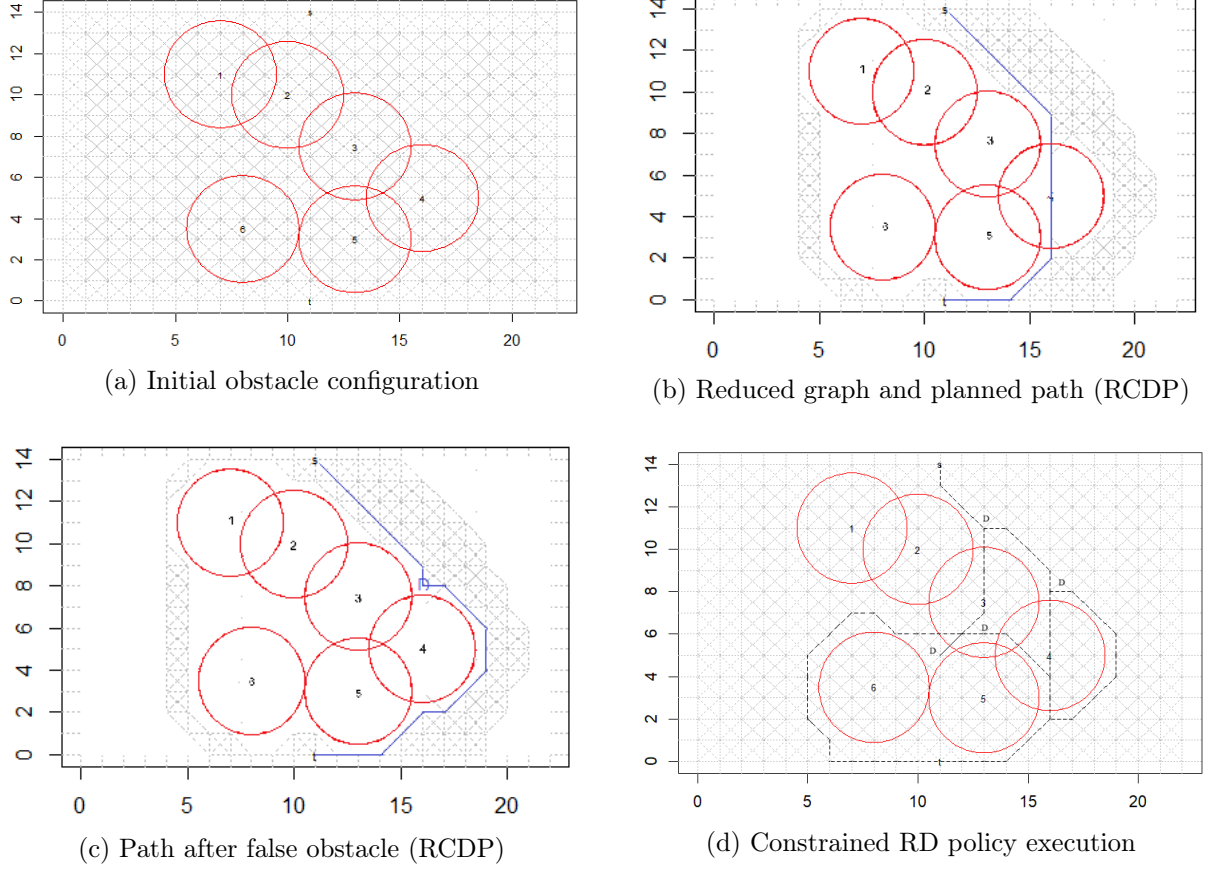 14
12
10
8
6
4
2
0
s
1
2
3
4
6
5
t
0 5 10 15 20
(a) Initial obstacle configuration
14
12
10
8
6
4
2
0
s
1
2
3
5
t
0 5 10 15 20
(b) Reduced graph and planned path (RCDP)
14
12
10
8
6
4
2
0
s
1
2
3
4
5
t
0 5 10 15 20
(c) Path after false obstacle (RCDP)
14
12
10
8
6
4
2
0
s
D
1
2
D
3
D
D
4
6
5
t
0 5 10 15 20
(d) Constrained RD policy execution